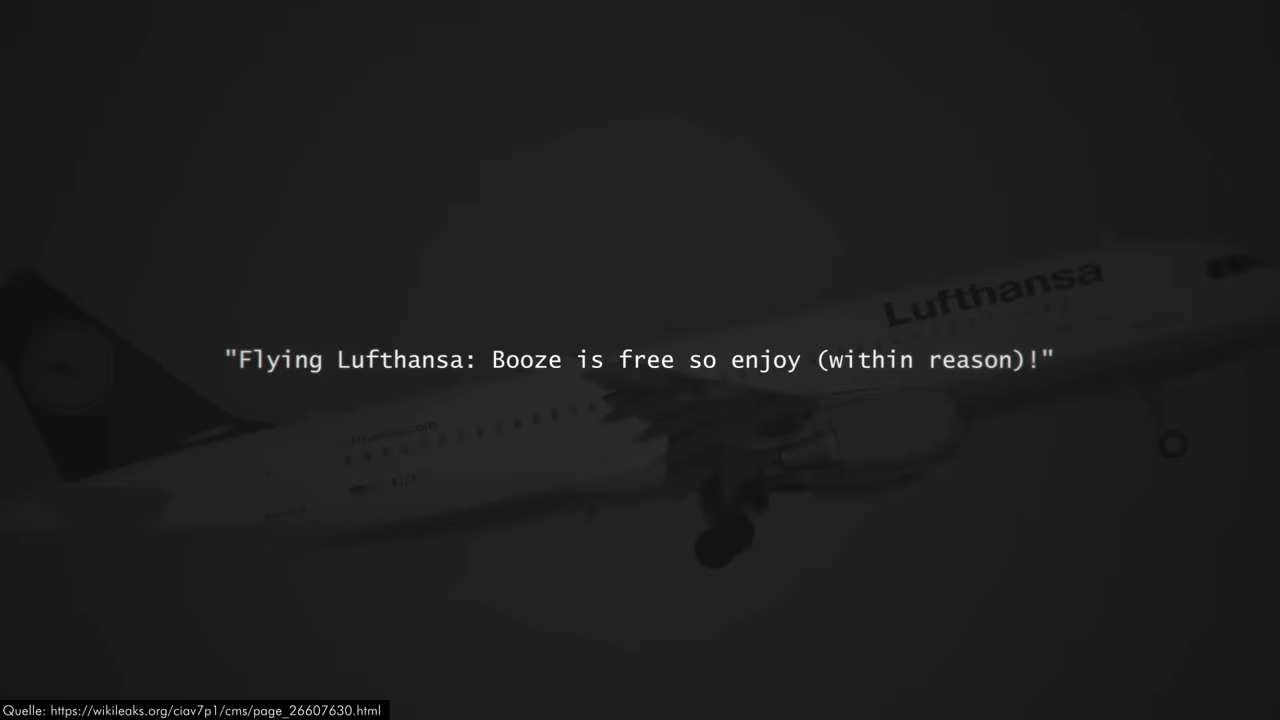 Lufthansa
"Flying Lufthansa: Booze is free so enjoy (within reason)!"
Quelle: https://wikileaks.org/ciav7p1/cms/page_26607630.html